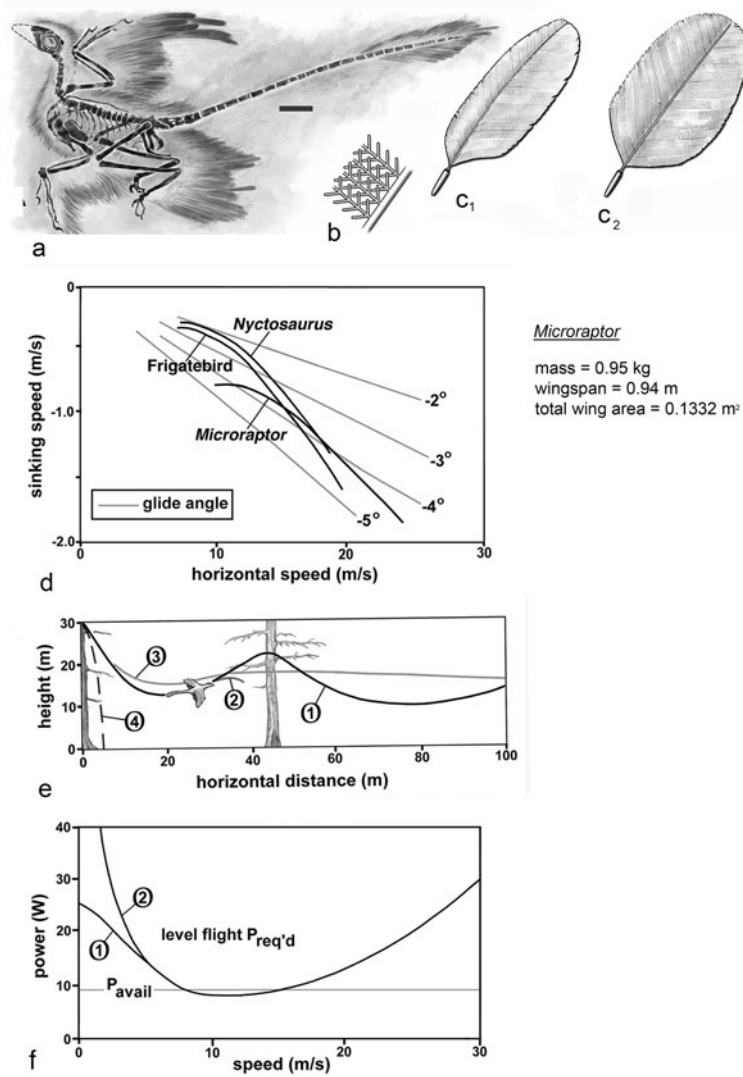 a
b
c1
c2
0
-1.0
-2.0
sinking speed (m/s)
Nyctosaurus
Frigatebird
Microraptor
-2°
-3°
-4°
-5°
glide angle
0
10
20
30
horizontal speed (m/s)
d
Microraptor
mass = 0.95 kg
wingspan = 0.94 m
total wing area = 0.1332 m²
30
20
10
0
height (m)
3
2
1
4
0
20
40
60
80
100
horizontal distance (m)
e
40
30
20
10
0
power (W)
2
1
level flight Preq'd
Pavail
0
10
20
30
speed (m/s)
f